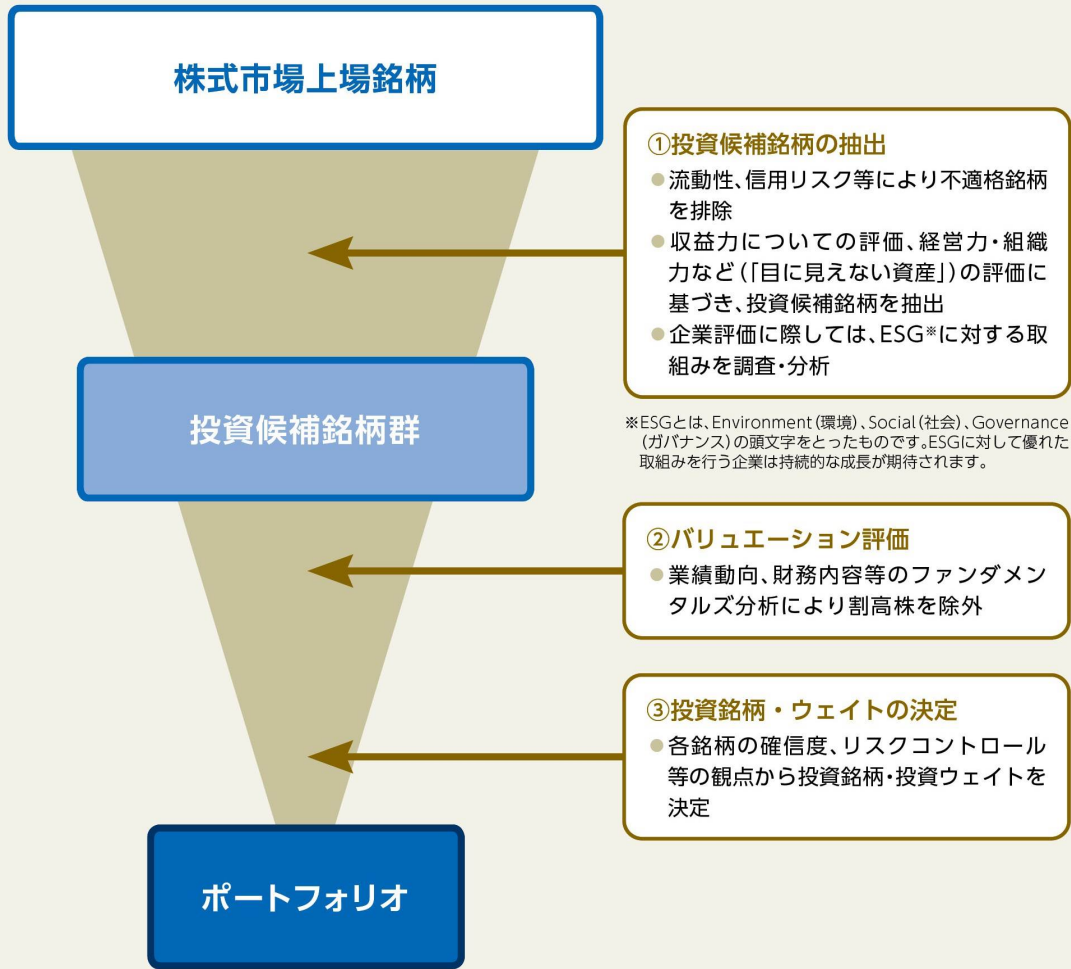 株式市場上場銘柄
①投資候補銘柄の抽出
●流動性、信用リスク等により不適格銘柄
を排除
●収益力についての評価、経営力・組織
力など(「目に見えない資産」)の評価に
基づき、投資候補銘柄を抽出
●企業評価に際しては、ESG※に対する取
組みを調査・分析
※ESGとは、Environment(環境)、Social(社会)、Governance
(ガバナンス)の頭文字をとったものです。ESGに対して優れた
取組みを行う企業は持続的な成長が期待されます。
投資候補銘柄群
②バリュエーション評価
●業績動向、財務内容等のファンダメン
タルズ分析により割高株を除外
③投資銘柄・ウェイトの決定
●各銘柄の確信度、リスクコントロール
等の観点から投資銘柄・投資ウェイトを
決定
ポートフォリオ